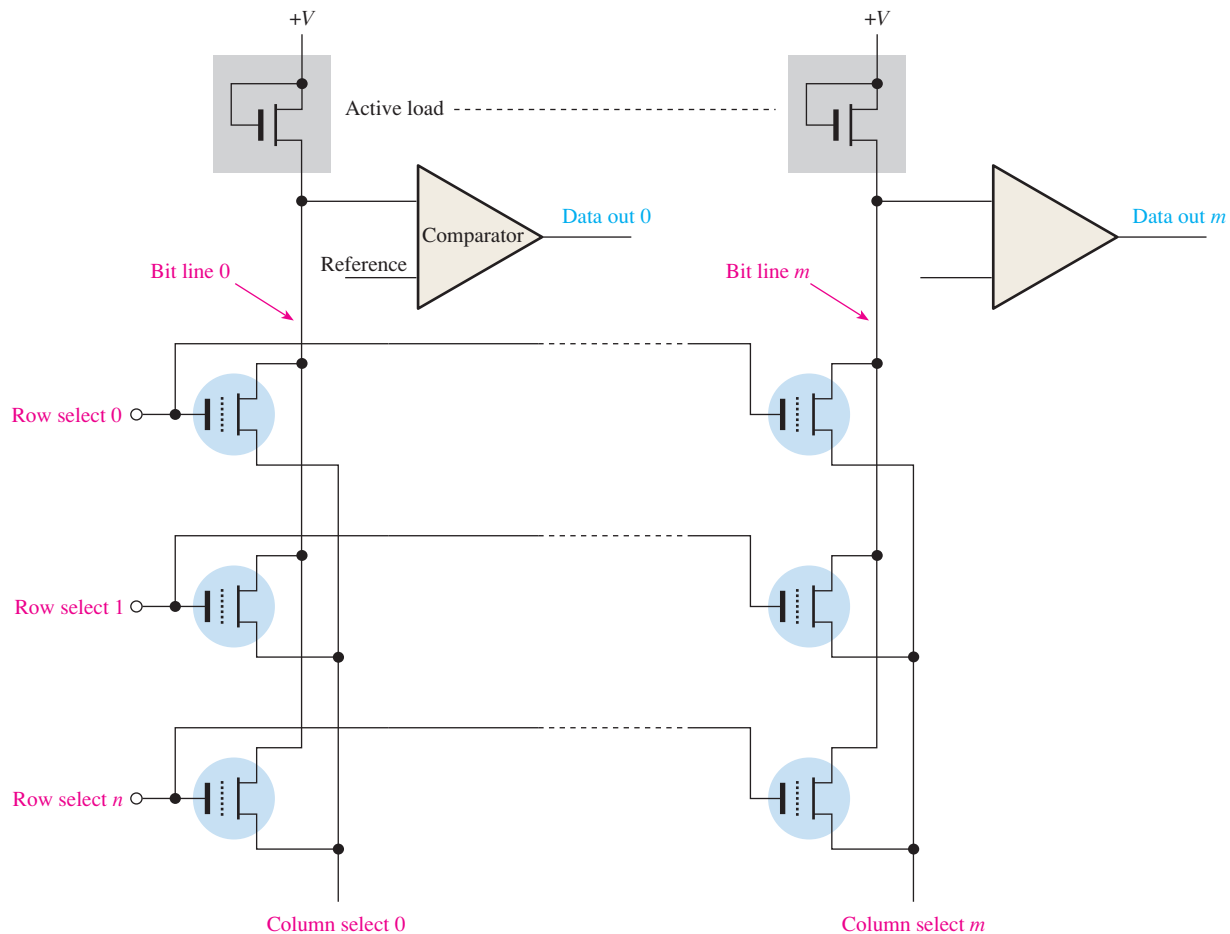 +V
+V
Active load
Data out 0
Data out m
Comparator
Reference
Bit line 0
Bit line m
Row select 0
Row select 1
Row select n
Column select 0
Column select m